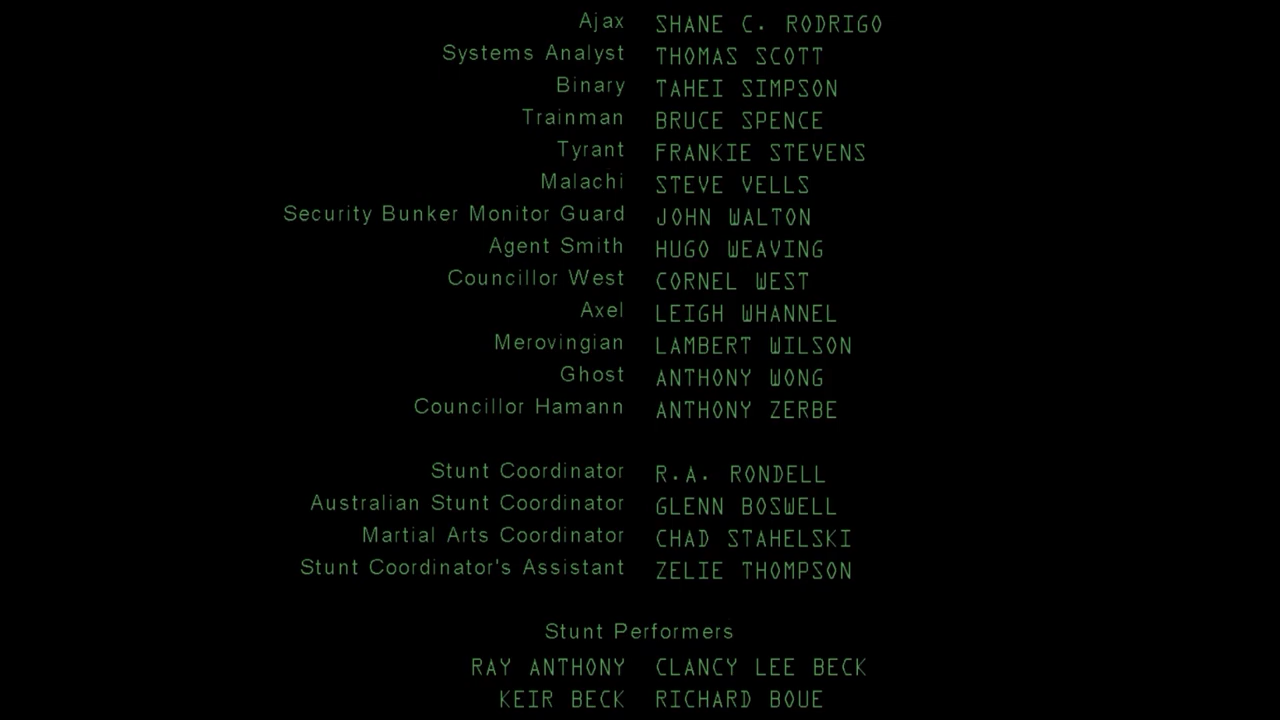 Ajax SHANE C. RODRIGO
Systems Analyst THOMAS SCOTT
Binary TAHEI SIMPSON
Trainman BRUCE SPENCE
Tyrant FRANKIE STEVENS
Malachi STEVE VELLS
Security Bunker Monitor Guard JOHN WALTON
Agent Smith HUGO WEAVING
Councillor West CORNEL WEST
Axel LEIGH WHANNEL
Merovingian LAMBERT WILSON
Ghost ANTHONY WONG
Councillor Hamann ANTHONY ZERBE
Stunt Coordinator R.A. RONDELL
Australian Stunt Coordinator GLENN BOSWELL
Martial Arts Coordinator CHAD STAHELSKI
Stunt Coordinator's Assistant ZELIE THOMPSON
Stunt Performers
RAY ANTHONY CLANCY LEE BECK
KEIR BECK RICHARD BOUE